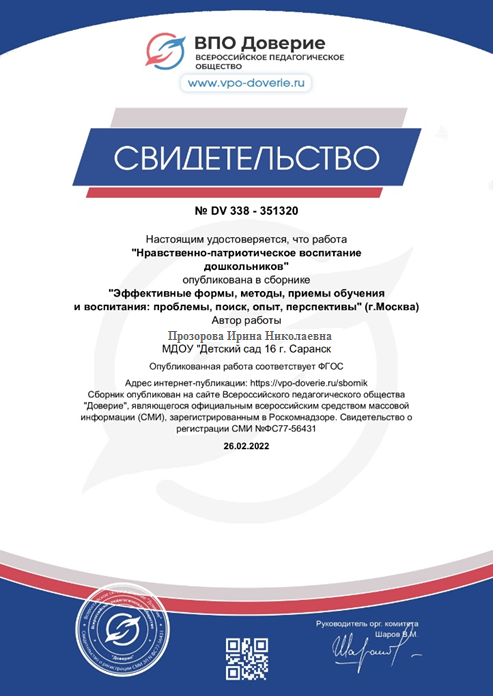 ВПО Доверие
ВСЕРОССИЙСКОЕ ПЕДАГОГИЧЕСКОЕ
ОБЩЕСТВО
www.vpo-doverie.ru
СВИДЕТЕЛЬСТВО
№ DV 338 - 351320
Настоящим удостоверяется, что работа
"Нравственно-патриотическое воспитание
дошкольников"
опубликована в сборнике
"Эффективные формы, методы, приемы обучения
и воспитания: проблемы, поиск, опыт, перспективы" (г.Москва)
Автор работы
Прозорова Ирина Николаевна
МДОУ "Детский сад 16 г. Саранск
Опубликованная работа соответствует ФГОС
Адрес интернет-публикации: https://vpo-doverie.ru/sbornik
Сборник опубликован на сайте Всероссийского педагогического общества
"Доверие", являющегося официальным всероссийским средством массовой
информации (СМИ), зарегистрированным в Роскомнадзоре. Свидетельство о
регистрации СМИ №ФС77-56431
26.02.2022
Руководитель орг. комитета
Шаров В.М.
"Доверие"